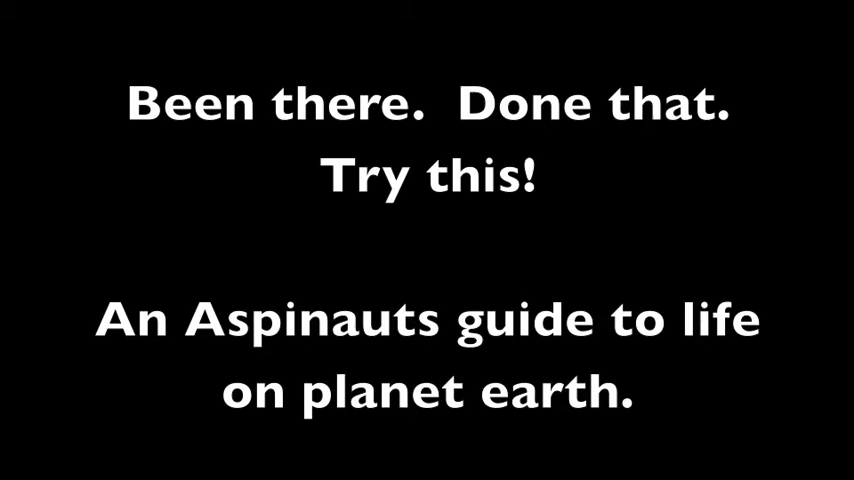 Been there. Done that.
Try this!
An Aspinauts guide to life
on planet earth.